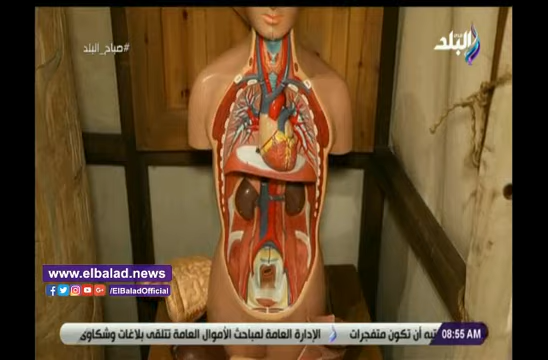 #صباح_البلد
البلد
www.elbalad.news
/ElBaladOfficial
تبه أن تكون متفجرات الإدارة العامة لمباحث الأموال العامة تتلقى بلاغات وشكاوى
08:55 AM